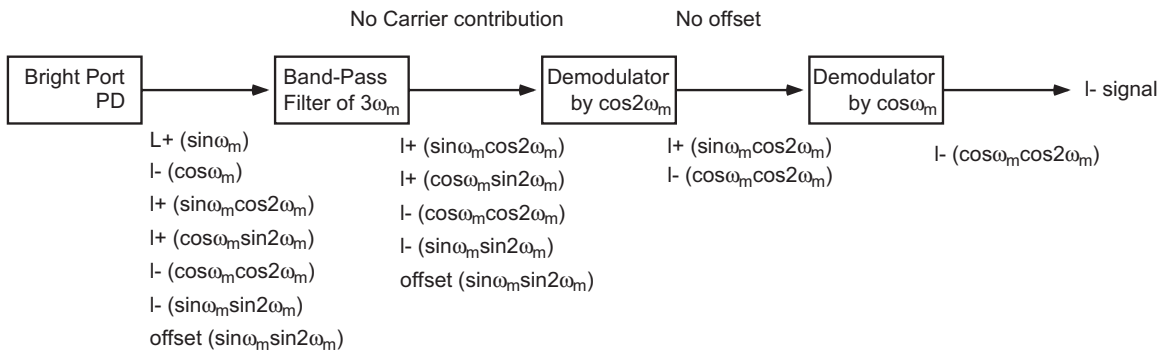 No Carrier contribution
No offset
Bright Port
PD
Band-Pass
Filter of 3ωm
Demodulator
by cos2ωm
Demodulator
by cosωm
l- signal
L+ (sinωm)
l- (cosωm)
l+ (sinωmcos2ωm)
l+ (cosωmsin2ωm)
l- (cosωmcos2ωm)
l- (sinωmsin2ωm)
offset (sinωmsin2ωm)
l+ (sinωmcos2ωm)
l+ (cosωmsin2ωm)
l- (cosωmcos2ωm)
l- (sinωmsin2ωm)
offset (sinωmsin2ωm)
l+ (sinωmcos2ωm)
l- (cosωmcos2ωm)
l- (cosωmcos2ωm)